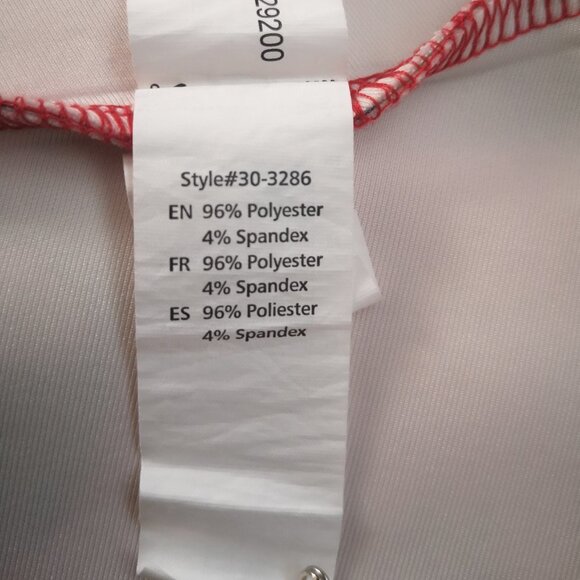 29200
Style#30-3286
EN 96% Polyester
4% Spandex
FR 96% Polyester
4% Spandex
ES 96% Poliester
4% Spandex